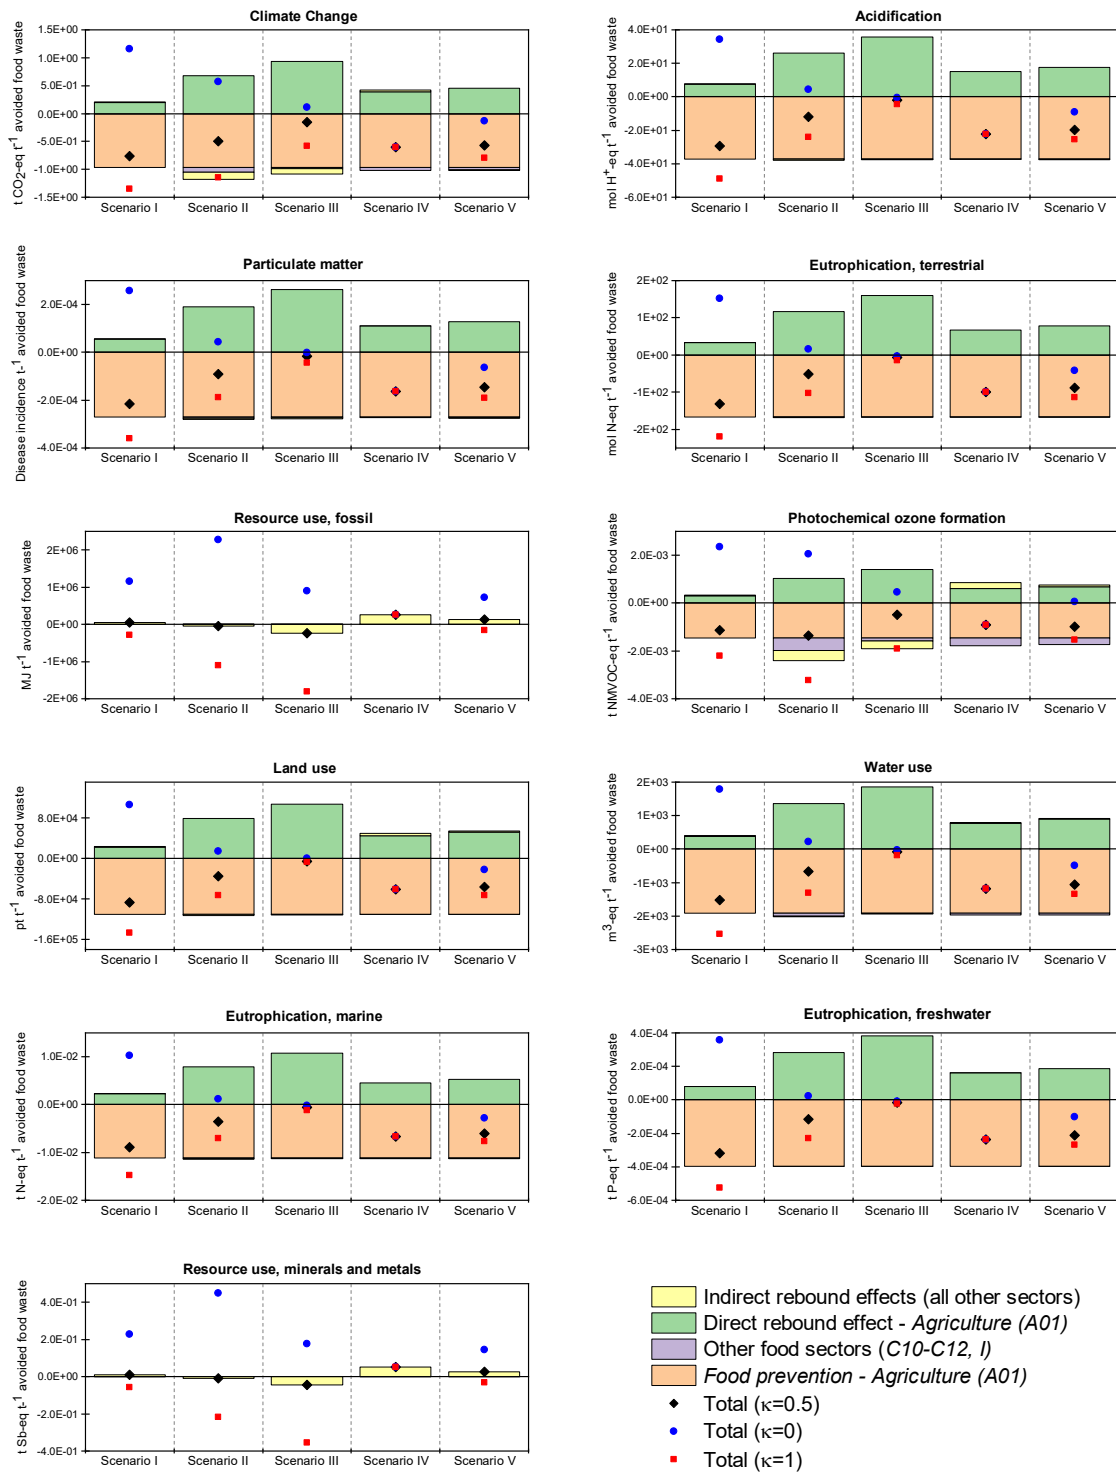 Climate Change
t CO2-eq t-1 avoided food waste
1.5E+00
1.0E+00
5.0E-01
0.0E+00
-5.0E-01
-1.0E+00
-1.5E+00
Scenario I Scenario II Scenario III Scenario IV Scenario V
Acidification
mol H+-eq t-1 avoided food waste
4.0E+01
2.0E+01
0.0E+00
-2.0E+01
-4.0E+01
-6.0E+01
Scenario I Scenario II Scenario III Scenario IV Scenario V
Particulate matter
Disease incidence t-1 avoided food waste
2.0E-04
0.0E+00
-2.0E-04
-4.0E-04
Scenario I Scenario II Scenario III Scenario IV Scenario V
Eutrophication, terrestrial
mol N-eq t-1 avoided food waste
2E+02
1E+02
0E+00
-1E+02
-2E+02
Scenario I Scenario II Scenario III Scenario IV Scenario V
Resource use, fossil
MJ t-1 avoided food waste
2E+06
1E+06
0E+00
-1E+06
-2E+06
Scenario I Scenario II Scenario III Scenario IV Scenario V
Photochemical ozone formation
t NMVOC-eq t-1 avoided food waste
2.0E-03
0.0E+00
-2.0E-03
-4.0E-03
Scenario I Scenario II Scenario III Scenario IV Scenario V
Land use
pt t-1 avoided food waste
8.0E+04
0.0E+00
-8.0E+04
-1.6E+05
Scenario I Scenario II Scenario III Scenario IV Scenario V
Water use
m3-eq t-1 avoided food waste
2E+03
1E+03
0E+00
-1E+03
-2E+03
-3E+03
Scenario I Scenario II Scenario III Scenario IV Scenario V
Eutrophication, marine
t N-eq t-1 avoided food waste
1.0E-02
0.0E+00
-1.0E-02
-2.0E-02
Scenario I Scenario II Scenario III Scenario IV Scenario V
Eutrophication, freshwater
t P-eq t-1 avoided food waste
4.0E-04
2.0E-04
0.0E+00
-2.0E-04
-4.0E-04
-6.0E-04
Scenario I Scenario II Scenario III Scenario IV Scenario V
Resource use, minerals and metals
t Sb-eq t-1 avoided food waste
4.0E-01
2.0E-01
0.0E+00
-2.0E-01
-4.0E-01
Scenario I Scenario II Scenario III Scenario IV Scenario V
Indirect rebound effects (all other sectors)
Direct rebound effect - Agriculture (A01)
Other food sectors (C10-C12, I)
Food prevention - Agriculture (A01)
Total (κ=0.5)
Total (κ=0)
Total (κ=1)